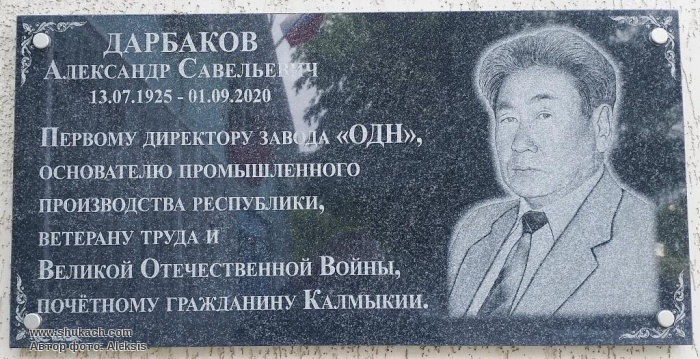 ДАРБАКОВ
АЛЕКСАНДР САВЕЛЬЕВИЧ
13.07.1925 - 01.09.2020
ПЕРВОМУ ДИРЕКТОРУ ЗАВОДА «ОДН»,
ОСНОВАТЕЛЮ ПРОМЫШЛЕННОГО
ПРОИЗВОДСТВА РЕСПУБЛИКИ,
ВЕТЕРАНУ ТРУДА И
ВЕЛИКОЙ ОТЕЧЕСТВЕННОЙ ВОЙНЫ,
ПОЧЁТНОМУ ГРАЖДАНИНУ КАЛМЫКИИ.
www.shukach.com
Автор фото: Aleksis